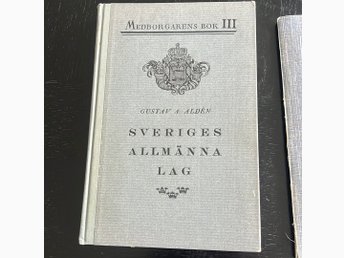 MEDBORGARENS BOK III
GUSTAV A. ALDÉN
SVERIGES
ALLMÄNNA
LAG